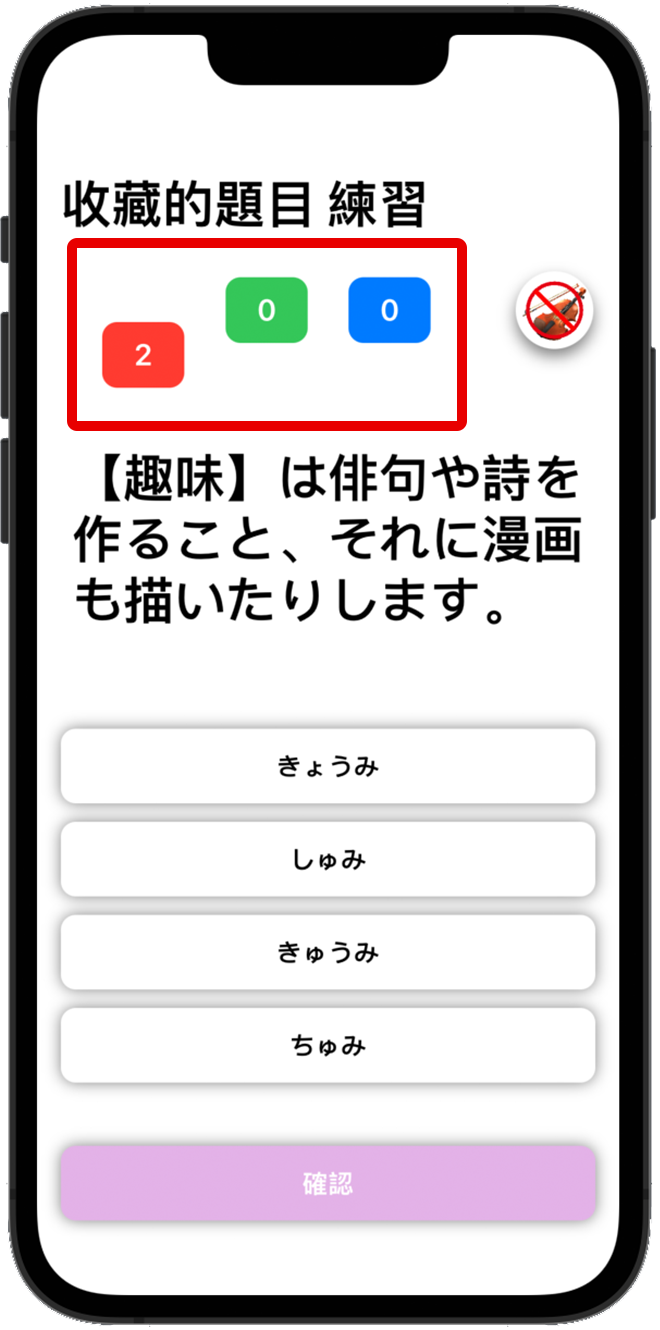 收藏的題目 練習
2 0 0
【趣味】は俳句や詩を
作ること、それに漫画
も描いたりします。
きょうみ
しゅみ
きゅうみ
ちゅみ
確認